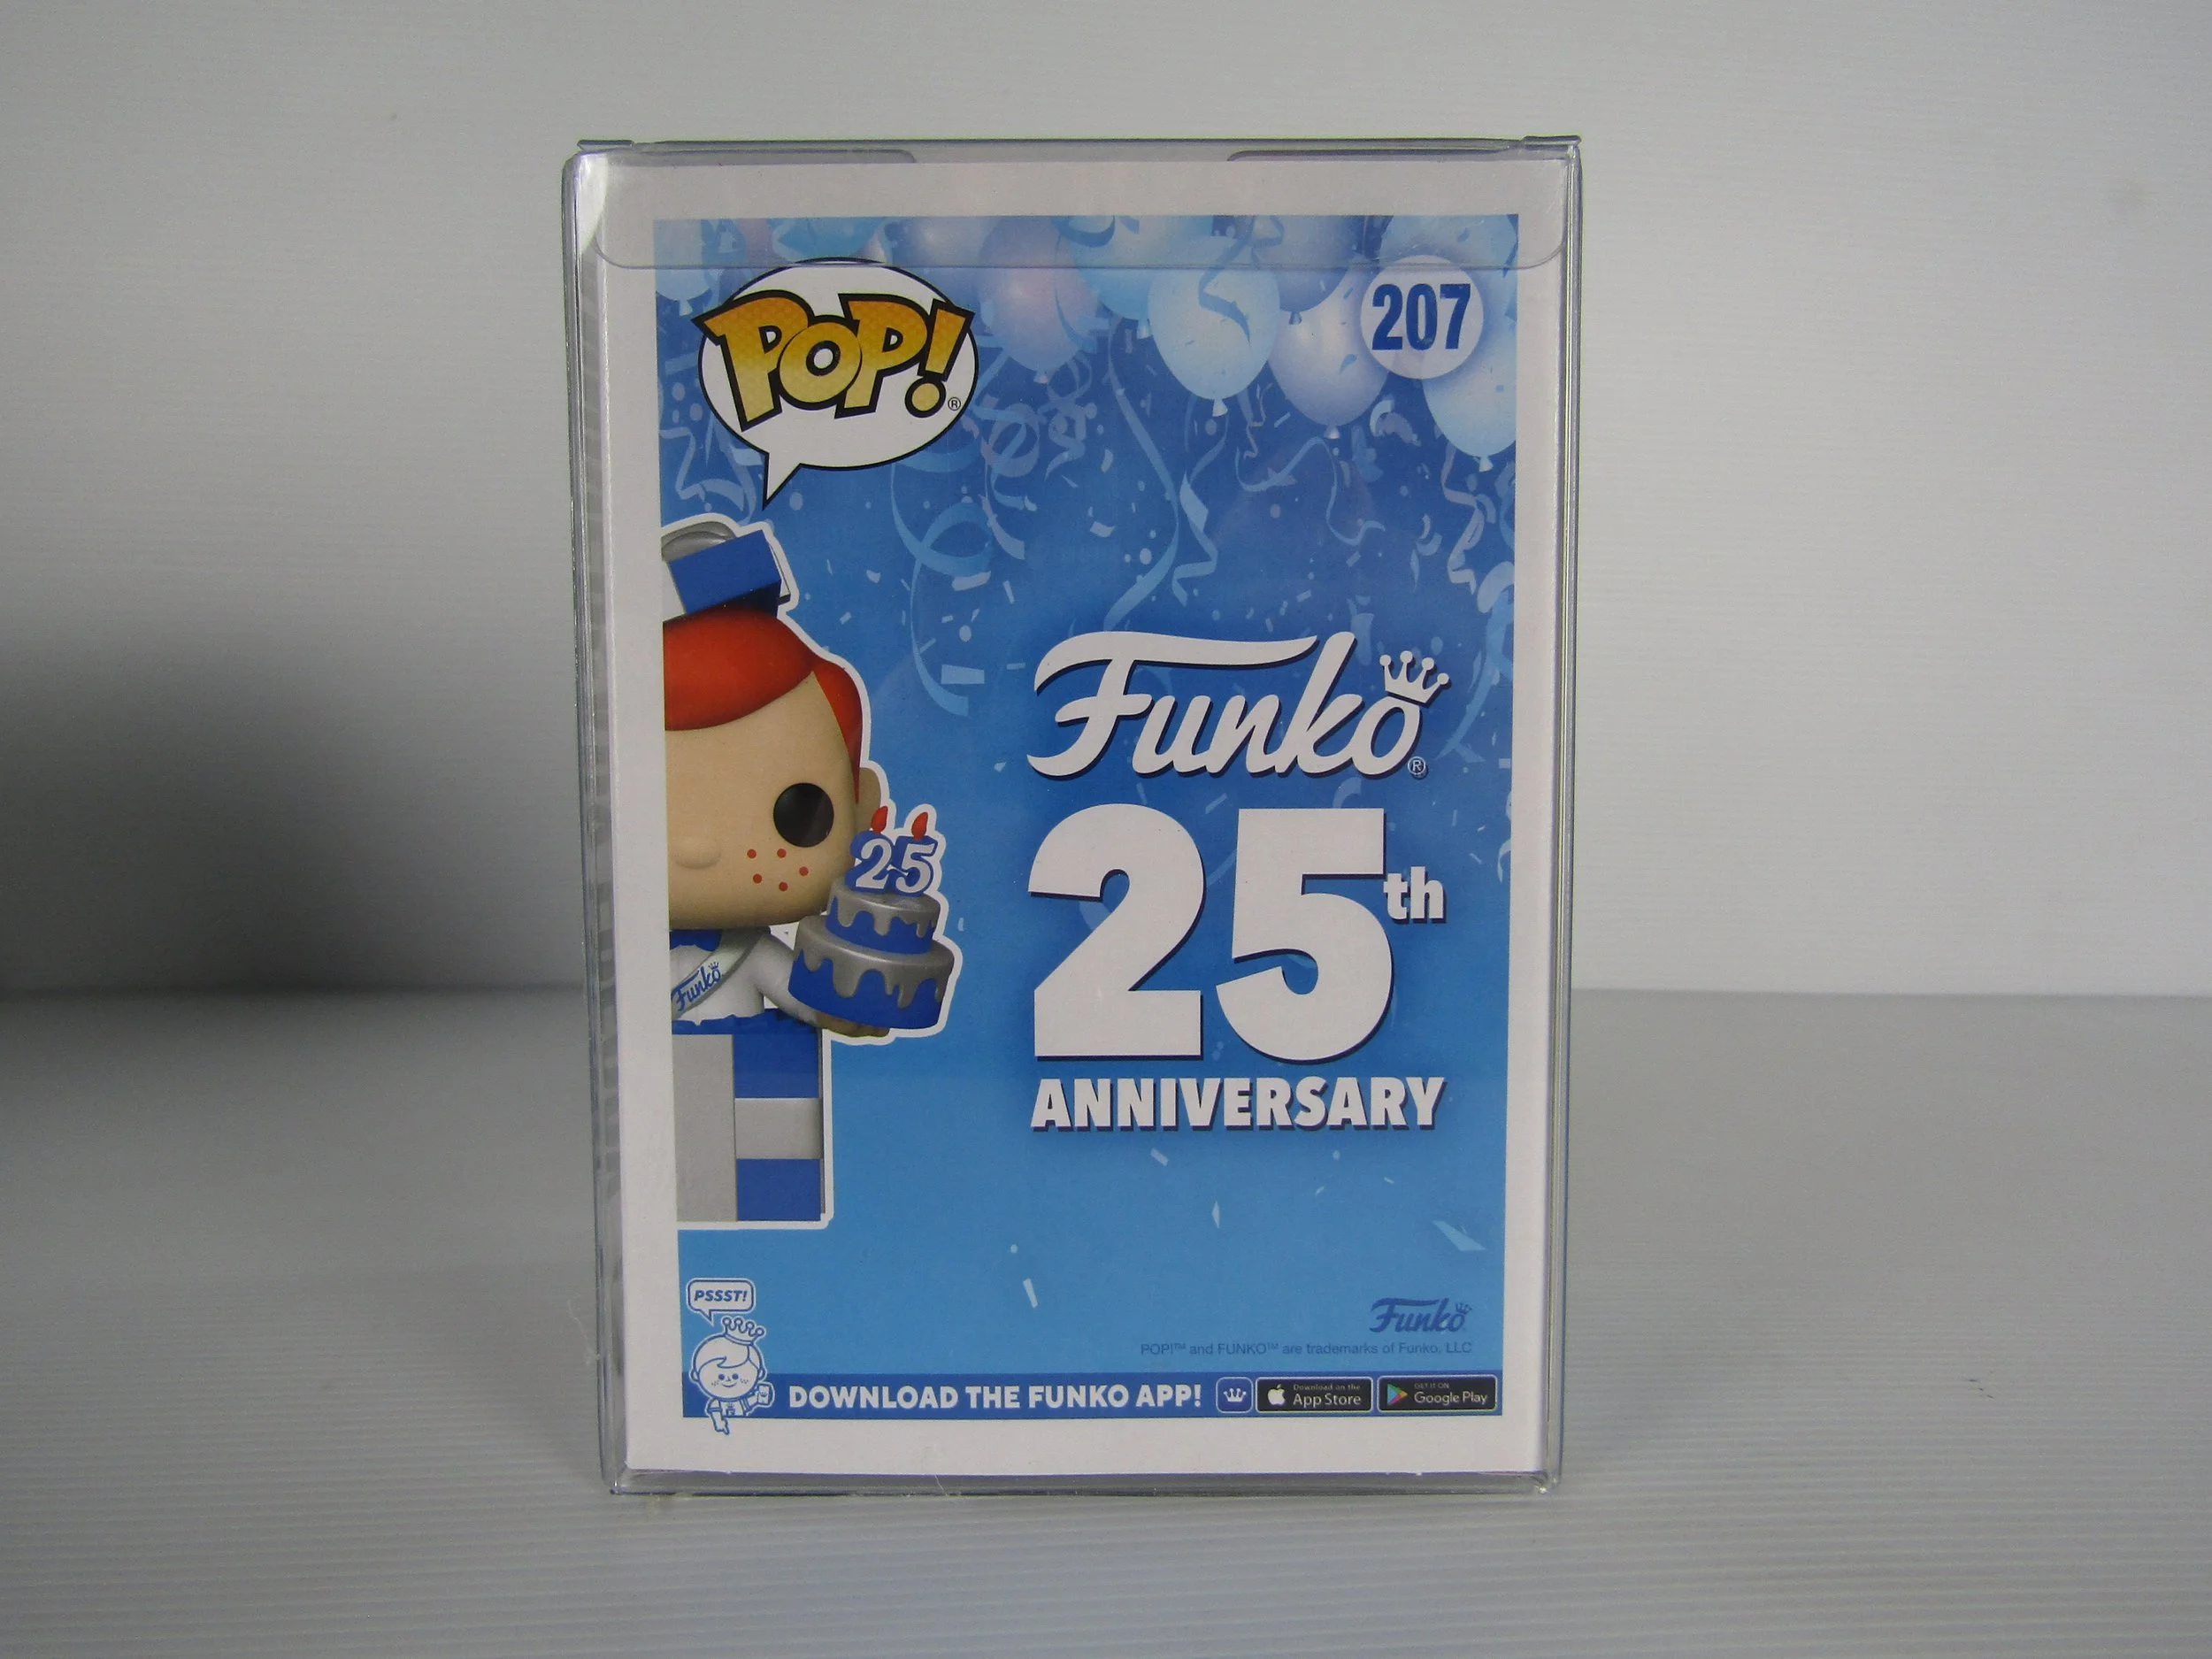 POP!®
207
Funko®
25th
ANNIVERSARY
25
Funko
PSSST!
Funko
POP!™ and FUNKO™ are trademarks of Funko, LLC
DOWNLOAD THE FUNKO APP!
Download on the
App Store
GET IT ON
Google Play